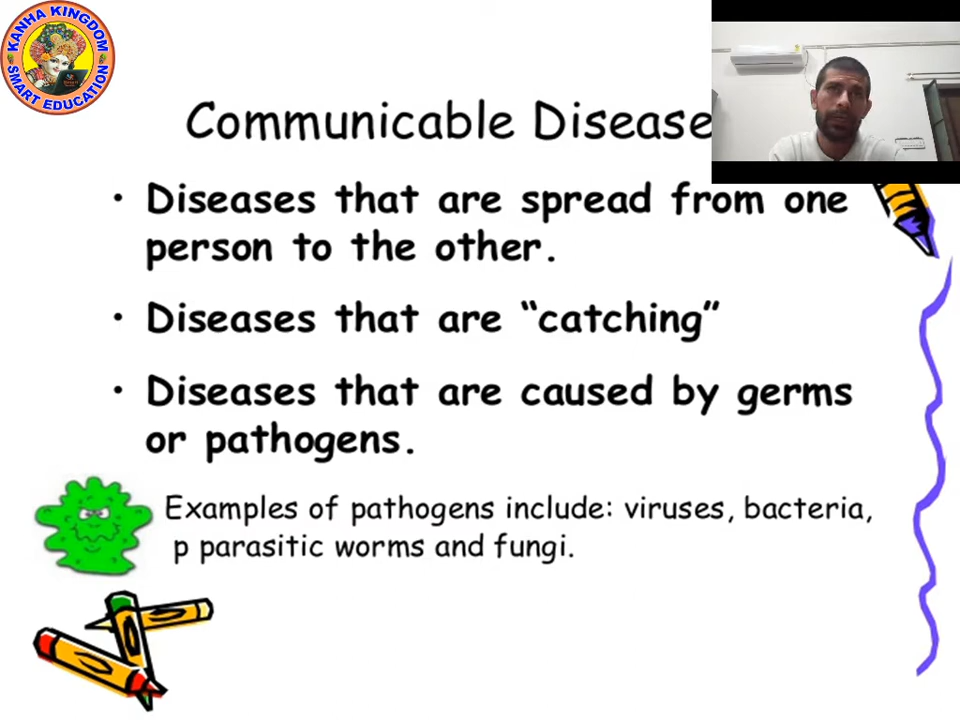 KANHA KINGDOM
SMART EDUCATION
Communicable Disease
• Diseases that are spread from one
person to the other.
• Diseases that are “catching”
• Diseases that are caused by germs
or pathogens.
Examples of pathogens include: viruses, bacteria,
p parasitic worms and fungi.